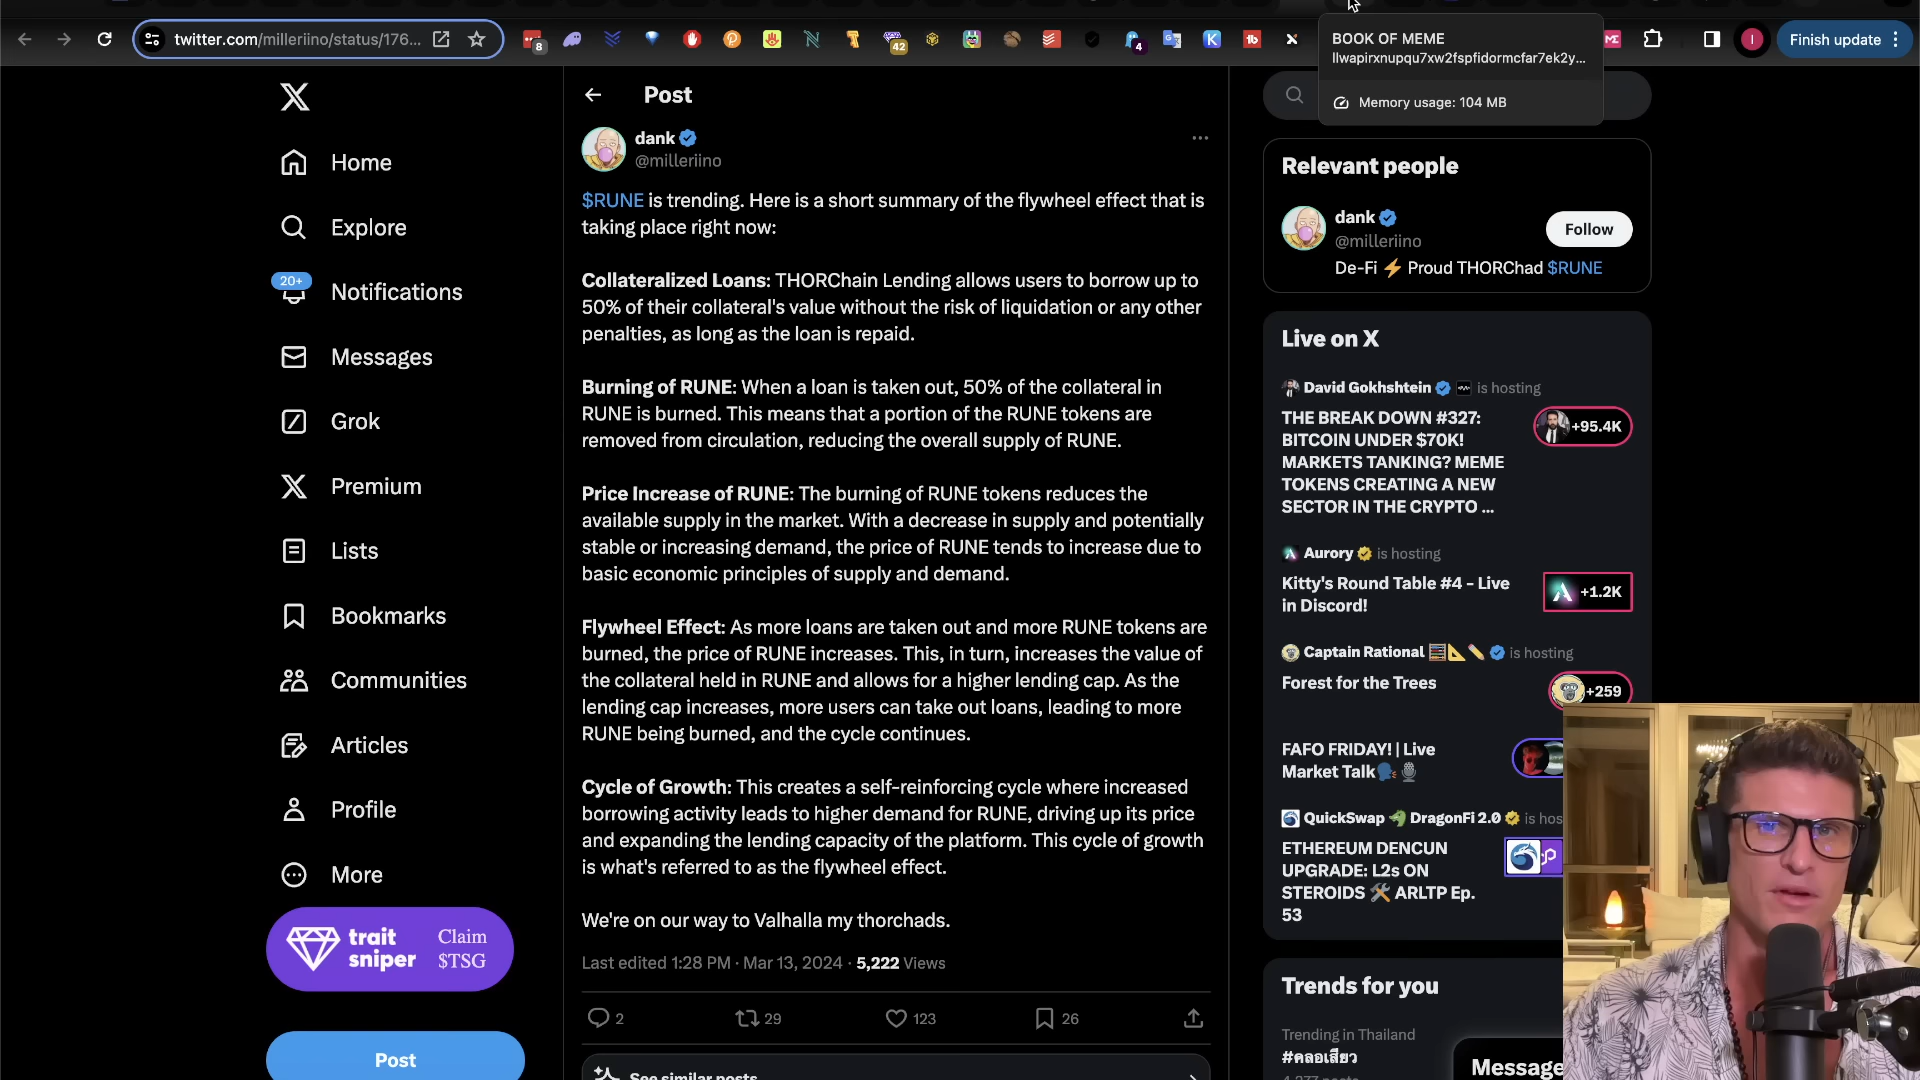 twitter.com/milleriino/status/176...
8
42
4
Finish update
BOOK OF MEME
llwapirxnupqu7xw2fspfidormcfar7ek2y...
Memory usage: 104 MB
Home
Explore
20+
Notifications
Messages
Grok
Premium
Lists
Bookmarks
Communities
Articles
Profile
More
trait sniper
Claim $TSG
Post
Post
dank
@milleriino
$RUNE is trending. Here is a short summary of the flywheel effect that is
taking place right now:
Collateralized Loans: THORChain Lending allows users to borrow up to
50% of their collateral's value without the risk of liquidation or any other
penalties, as long as the loan is repaid.
Burning of RUNE: When a loan is taken out, 50% of the collateral in
RUNE is burned. This means that a portion of the RUNE tokens are
removed from circulation, reducing the overall supply of RUNE.
Price Increase of RUNE: The burning of RUNE tokens reduces the
available supply in the market. With a decrease in supply and potentially
stable or increasing demand, the price of RUNE tends to increase due to
basic economic principles of supply and demand.
Flywheel Effect: As more loans are taken out and more RUNE tokens are
burned, the price of RUNE increases. This, in turn, increases the value of
the collateral held in RUNE and allows for a higher lending cap. As the
lending cap increases, more users can take out loans, leading to more
RUNE being burned, and the cycle continues.
Cycle of Growth: This creates a self-reinforcing cycle where increased
borrowing activity leads to higher demand for RUNE, driving up its price
and expanding the lending capacity of the platform. This cycle of growth
is what's referred to as the flywheel effect.
We're on our way to Valhalla my thorchads.
Last edited 1:28 PM · Mar 13, 2024 · 5,222 Views
2
29
123
26
See similar posts
Relevant people
dank
@milleriino
Follow
De-Fi ⚡ Proud THORChad $RUNE
Live on X
David Gokhshtein is hosting
THE BREAK DOWN #327:
BITCOIN UNDER $70K!
MARKETS TANKING? MEME
TOKENS CREATING A NEW
SECTOR IN THE CRYPTO ...
+95.4K
Aurory is hosting
Kitty's Round Table #4 - Live
in Discord!
+1.2K
Captain Rational 🧮📐✏️ is hosting
Forest for the Trees
+259
FAFO FRIDAY! | Live
Market Talk🗣️🎙️
QuickSwap 🐲 DragonFi 2.0 is hos
ETHEREUM DENCUN
UPGRADE: L2s ON
STEROIDS 🛠️ ARLTP Ep.
53
Trends for you
Trending in Thailand
#คลอเสียว
Message